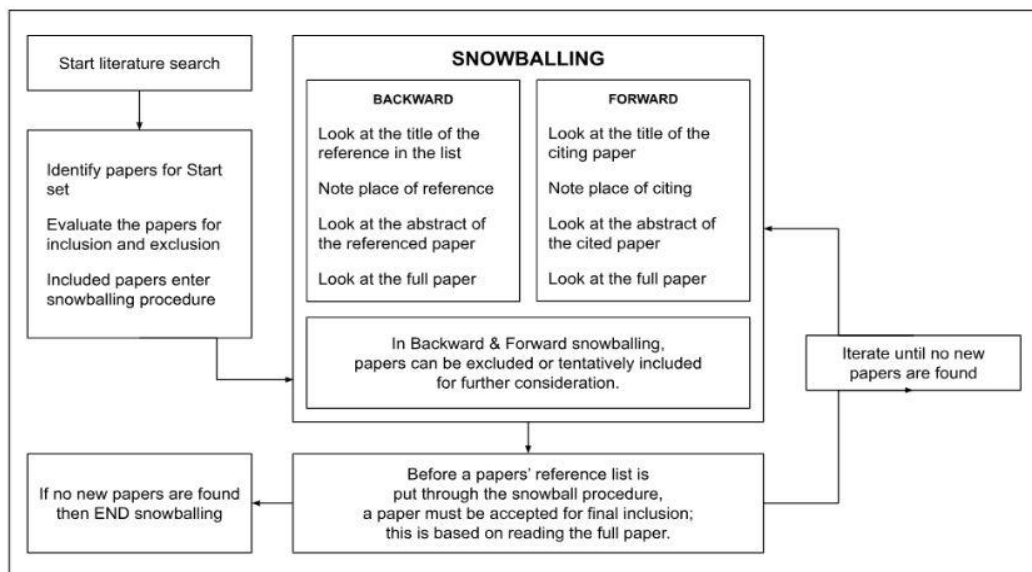 Start literature search
Identify papers for Start
set
Evaluate the papers for
inclusion and exclusion
Included papers enter
snowballing procedure
SNOWBALLING
BACKWARD
Look at the title of the
reference in the list
Note place of reference
Look at the abstract of
the referenced paper
Look at the full paper
FORWARD
Look at the title of the
citing paper
Note place of citing
Look at the abstract of
the cited paper
Look at the full paper
In Backward & Forward snowballing,
papers can be excluded or tentatively included
for further consideration.
Iterate until no new
papers are found
Before a papers’ reference list is
put through the snowball procedure,
a paper must be accepted for final inclusion;
this is based on reading the full paper.
If no new papers are found
then END snowballing